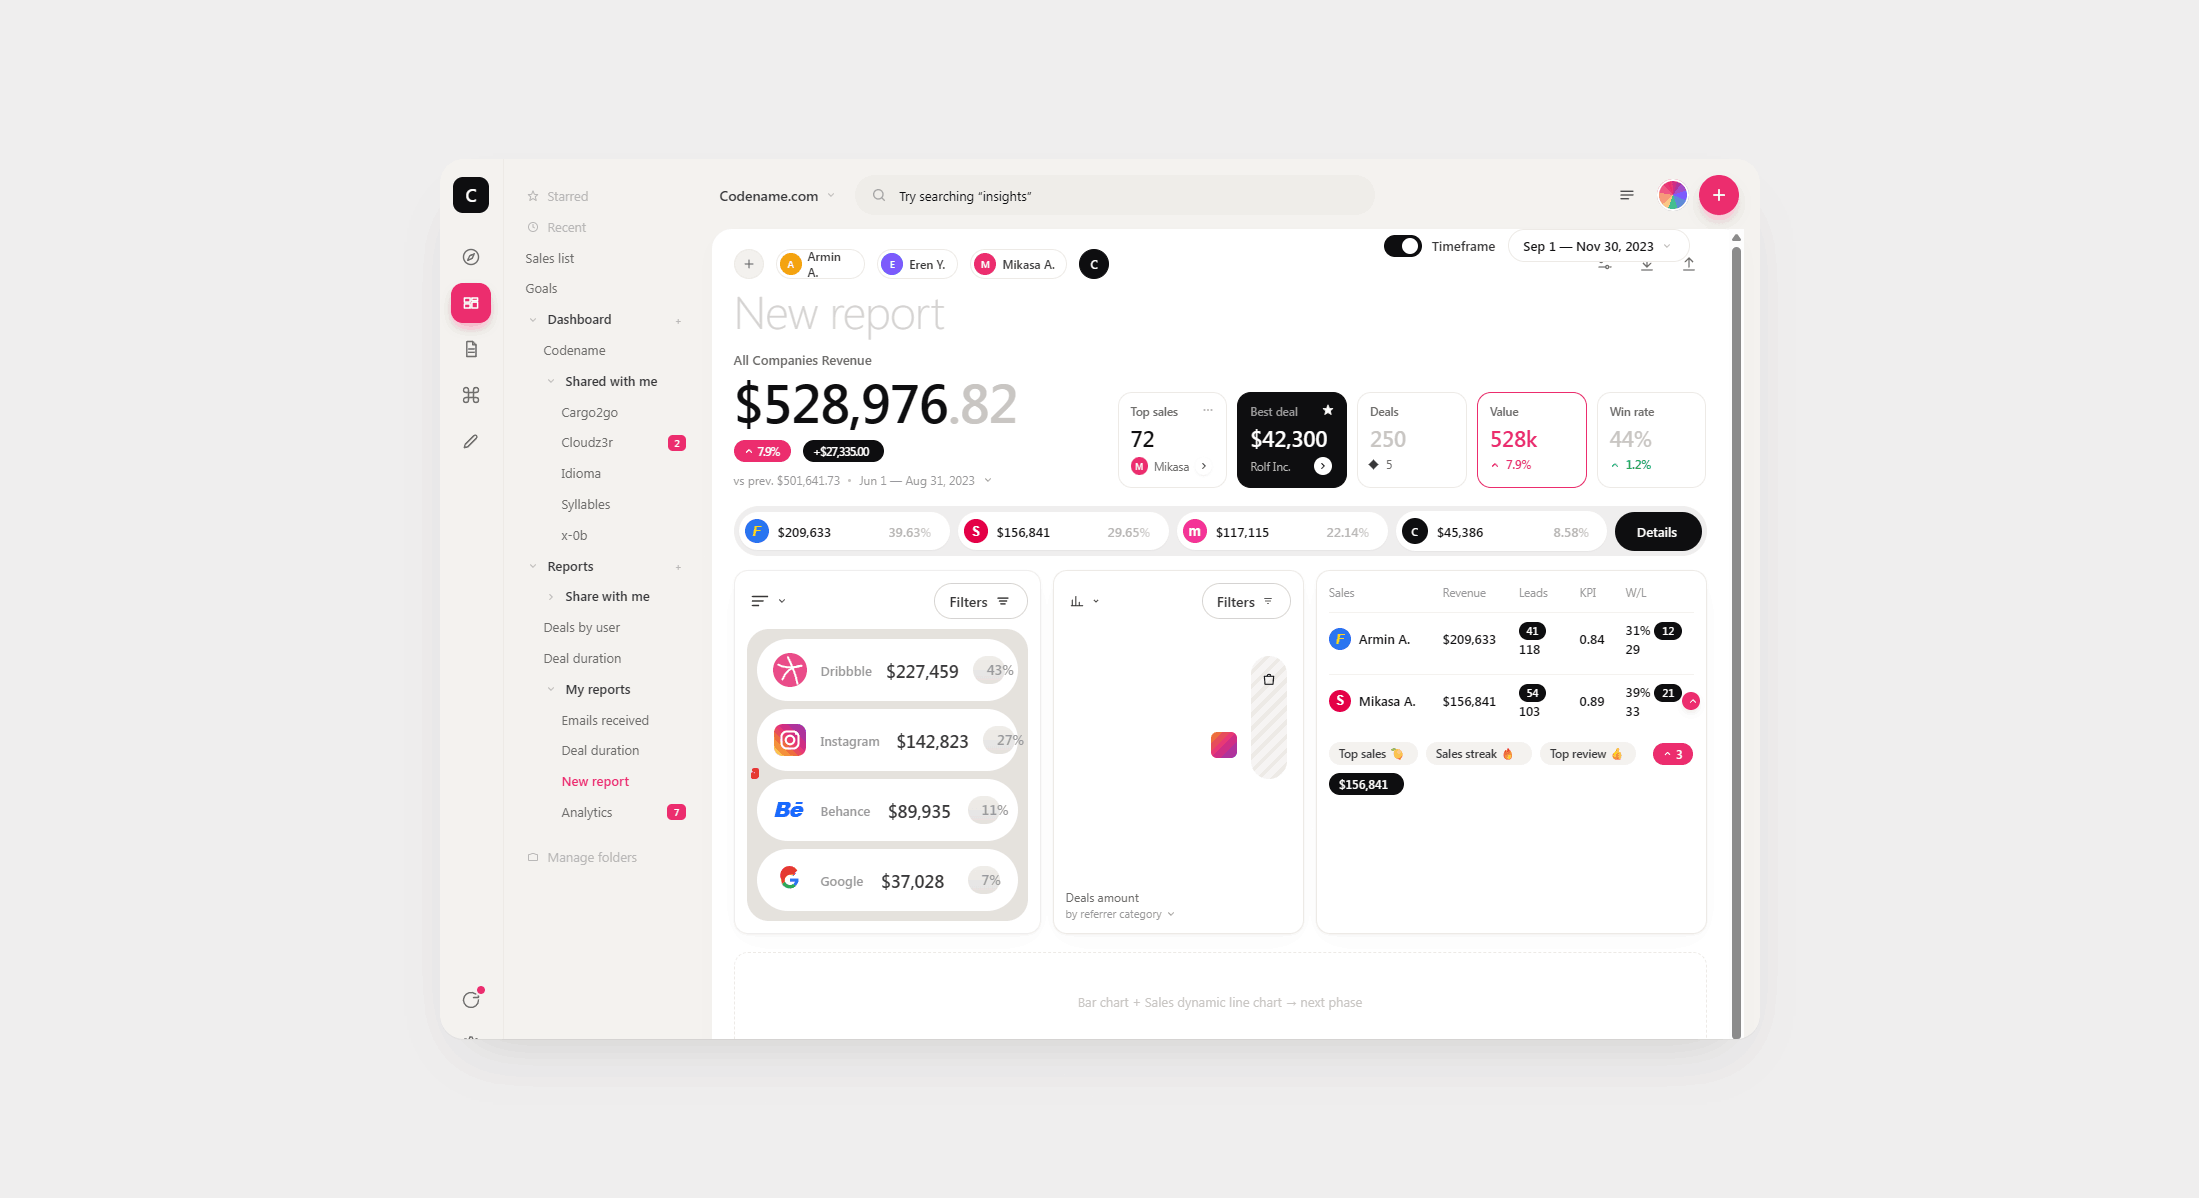 C
Starred
Recent
Sales list
Goals
Dashboard +
Codename
Shared with me
Cargo2go
Cloudz3r 2
Idioma
Syllables
x-0b
Reports +
Share with me
Deals by user
Deal duration
My reports
Emails received
Deal duration
New report
Analytics 7
Manage folders
Codename.com
Try searching “insights”
+
+
A Armin
A.
E Eren Y.
M Mikasa A.
C
Timeframe
Sep 1 — Nov 30, 2023
New report
All Companies Revenue
$528,976.82
7.9%
+$27,335.00
vs prev. $501,641.73 • Jun 1 — Aug 31, 2023
Top sales ···
72
M Mikasa
Best deal
$42,300
Rolf Inc.
Deals
250
5
Value
528k
7.9%
Win rate
44%
1.2%
F $209,633 39.63%
S $156,841 29.65%
m $117,115 22.14%
C $45,386 8.58%
Details
Filters
Dribbble $227,459 43%
Instagram $142,823 27%
Bē Behance $89,935 11%
G Google $37,028 7%
Filters
Deals amount
by referrer category
Sales Revenue Leads KPI W/L
F Armin A. $209,633 41 118 0.84 31% 12 29
S Mikasa A. $156,841 54 103 0.89 39% 21 33
Top sales 👏 Sales streak 🔥 Top review 👍 3
$156,841
Bar chart + Sales dynamic line chart → next phase